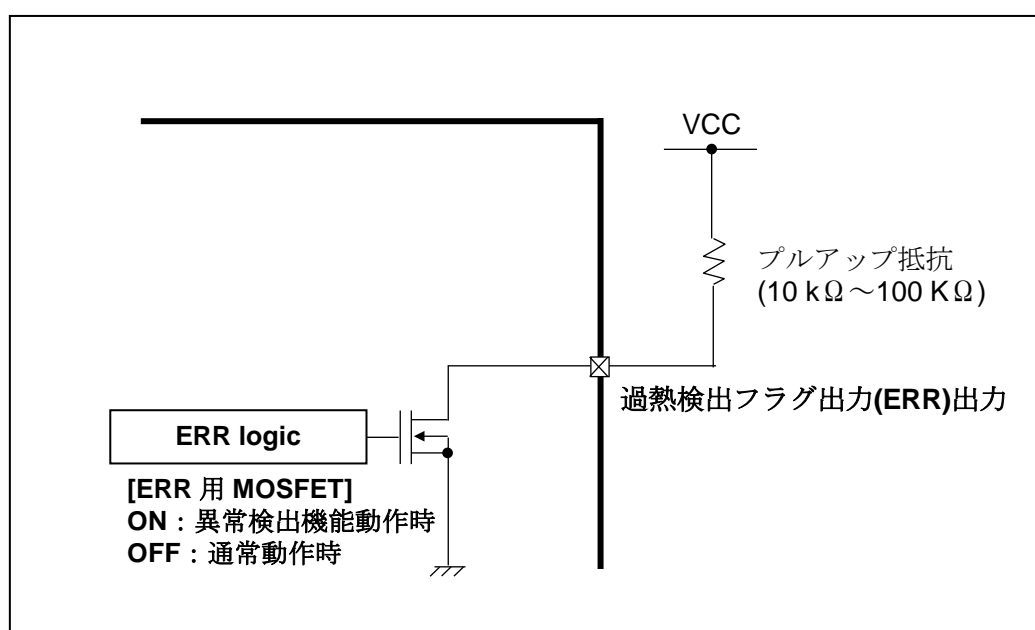 VCC
プルアップ抵抗
(10 kΩ～100 KΩ)
過熱検出フラグ出力(ERR)出力
ERR logic
[ERR 用 MOSFET]
ON：異常検出機能動作時
OFF：通常動作時